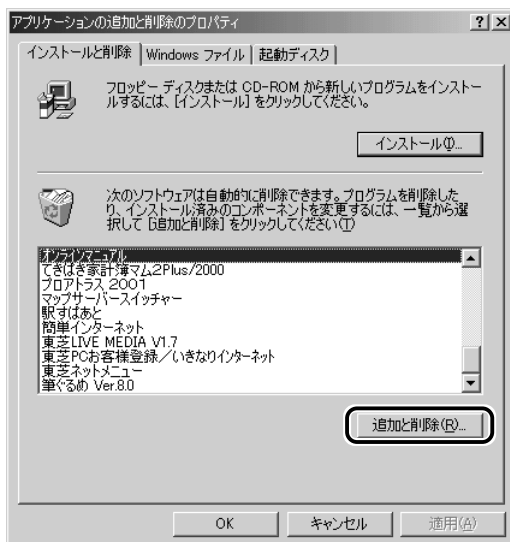 アプリケーションの追加と削除のプロパティ
インストールと削除 Windows ファイル 起動ディスク
フロッピー ディスクまたは CD-ROM から新しいプログラムをインストー
ルするには、[インストール] をクリックしてください。
インストール(I)...
次のソフトウェアは自動的に削除できます。プログラムを削除した
り、インストール済みのコンポーネントを変更するには、一覧から選
択して [追加と削除] をクリックしてください(T)
オンラインマニュアル
てきぱき家計簿マム2Plus/2000
プロアトラス 2001
マップサーバースイッチャー
駅すぱあと
簡単インターネット
東芝LIVE MEDIA V1.7
東芝PCお客様登録/いきなりインターネット
東芝ネットメニュー
筆ぐるめ Ver.8.0
追加と削除(R)...
OK キャンセル 適用(A)